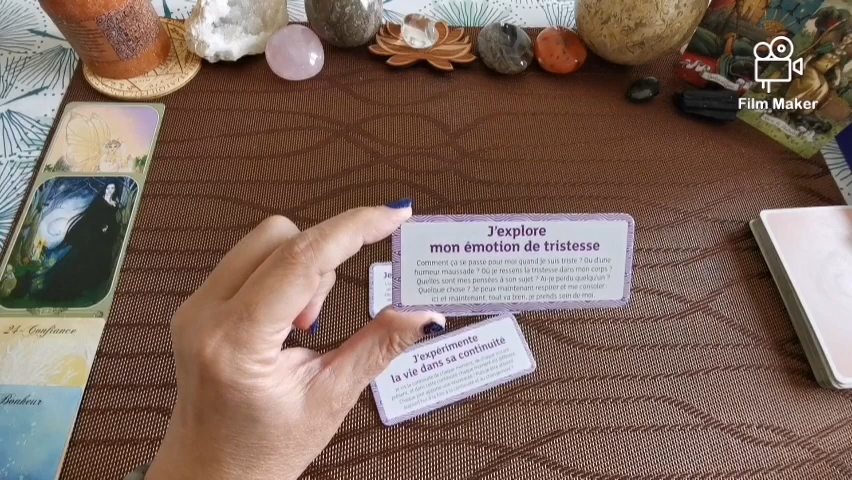 Film Maker
J'explore
mon émotion de tristesse
Comment ça se passe pour moi quand je suis triste ? Ou d'une
humeur maussade ? Où je ressens la tristesse dans mon corps ?
Quelles sont mes pensées à son sujet ? Ai-je perdu quelqu'un ?
Quelque chose ? Je peux maintenant respirer et me consoler
ici et maintenant, tout va bien, je prends soin de moi.
Je
J'expérimente
la vie dans sa continuité
24 - Confiance
Bonheur